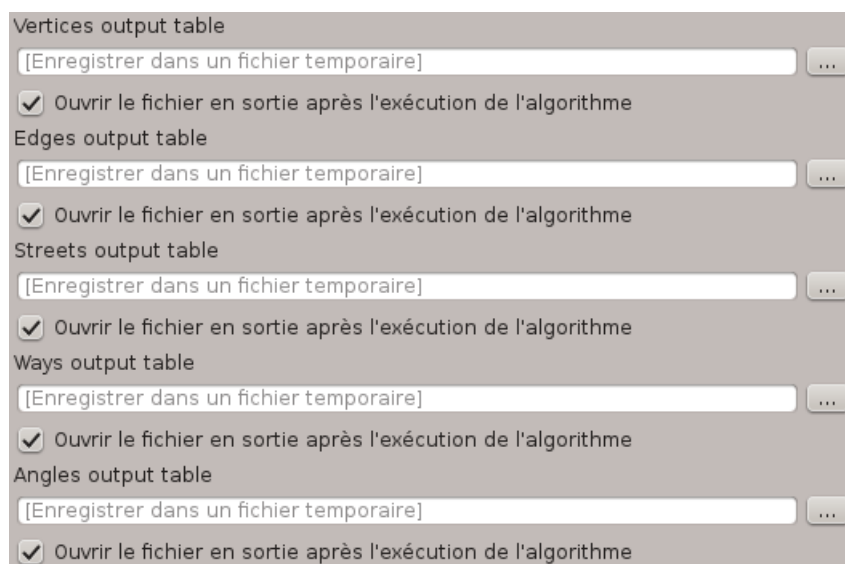 Vertices output table
[Enregistrer dans un fichier temporaire] ...
Ouvrir le fichier en sortie après l'exécution de l'algorithme
Edges output table
[Enregistrer dans un fichier temporaire] ...
Ouvrir le fichier en sortie après l'exécution de l'algorithme
Streets output table
[Enregistrer dans un fichier temporaire] ...
Ouvrir le fichier en sortie après l'exécution de l'algorithme
Ways output table
[Enregistrer dans un fichier temporaire] ...
Ouvrir le fichier en sortie après l'exécution de l'algorithme
Angles output table
[Enregistrer dans un fichier temporaire] ...
Ouvrir le fichier en sortie après l'exécution de l'algorithme